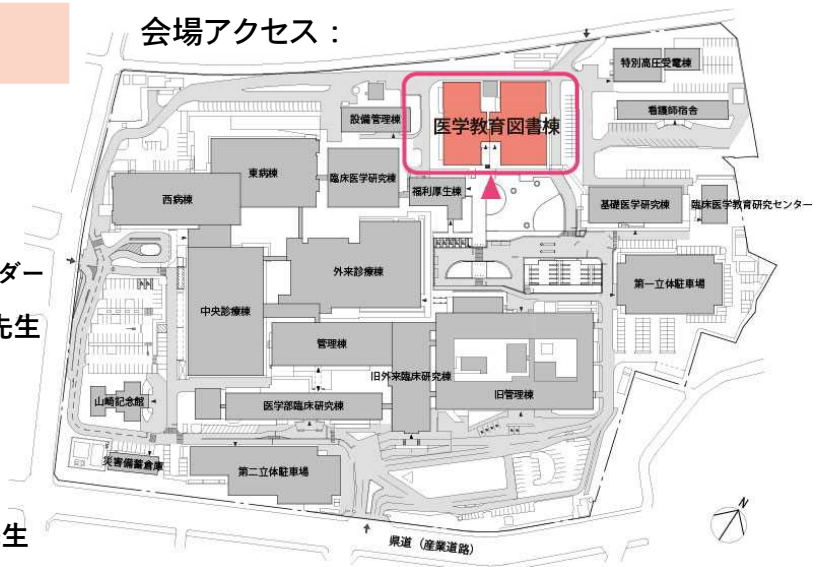 会場アクセス：
特別高圧受電棟
看護師宿舎
設備管理棟
医学教育図書棟
東病棟
臨床医学研究棟
福利厚生棟
西病棟
基礎医学研究棟
臨床医学教育研究センター
ダー
外来診療棟
第一立体駐車場
中央診療棟
先生
管理棟
旧外来臨床研究棟
旧管理棟
山崎記念館
医学部臨床研究棟
災害備蓄倉庫
第二立体駐車場
生
県道（産業道路）
N